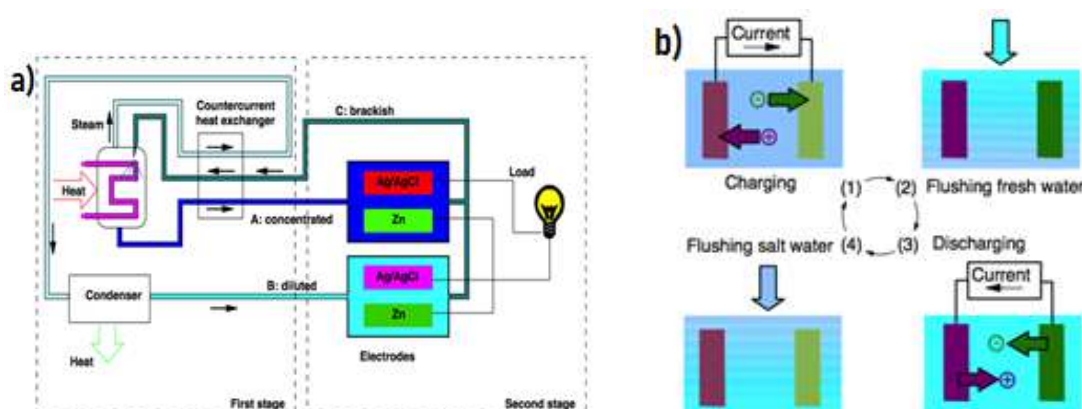 a)
Countercurrent
heat exchanger
Steam
C: brackish
Heat
Load
Ag/AgCl
Zn
A: concentrated
Ag/AgCl
Zn
B: diluted
Condenser
Heat
Electrodes
First stage
Second stage
b)
Current
-
+
Charging
(1)
(2)
Flushing fresh water
Flushing salt water
(4)
(3)
Discharging
Current
-
+